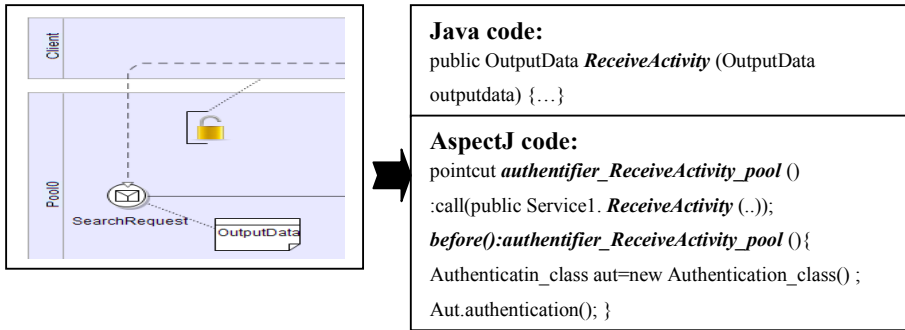 Client
Pool0
SearchRequest
OutputData
Java code:
public OutputData ReceiveActivity (OutputData
outputdata) {…}
AspectJ code:
pointcut authentifier_ReceiveActivity_pool ()
:call(public Service1. ReceiveActivity (..));
before():authentifier_ReceiveActivity_pool (){
Authenticatin_class aut=new Authentication_class() ;
Aut.authentication(); }